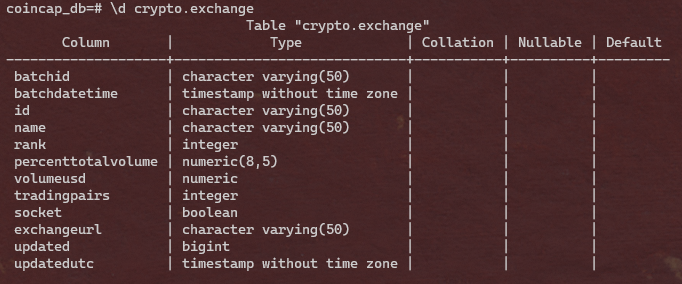 coincap_db=# \d crypto.exchange
                              Table "crypto.exchange"
       Column       |            Type             | Collation | Nullable | Default
--------------------+-----------------------------+-----------+----------+---------
 batchid            | character varying(50)       |           |          |
 batchdatetime      | timestamp without time zone |           |          |
 id                 | character varying(50)       |           |          |
 name               | character varying(50)       |           |          |
 rank               | integer                     |           |          |
 percenttotalvolume | numeric(8,5)                |           |          |
 volumeusd          | numeric                     |           |          |
 tradingpairs       | integer                     |           |          |
 socket             | boolean                     |           |          |
 exchangeurl        | character varying(50)       |           |          |
 updated            | bigint                      |           |          |
 updatedutc         | timestamp without time zone |           |          |